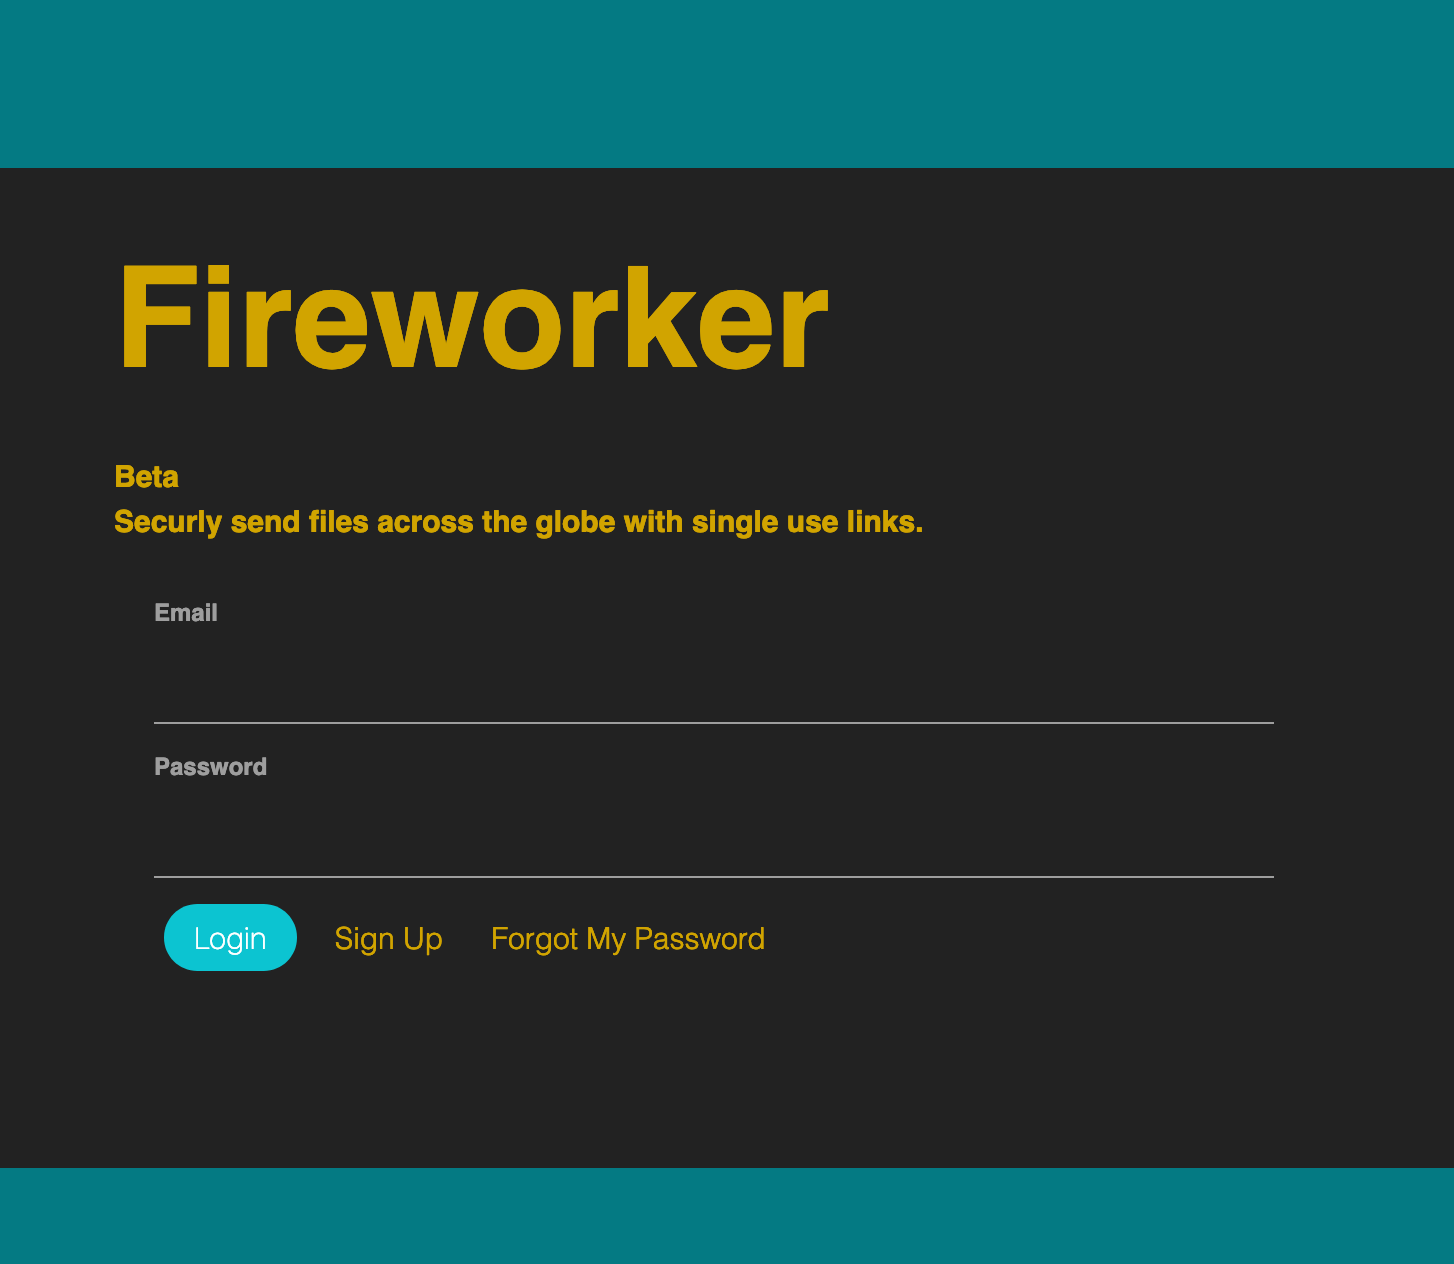 Fireworker
Beta
Securly send files across the globe with single use links.
Email
Password
Login Sign Up Forgot My Password